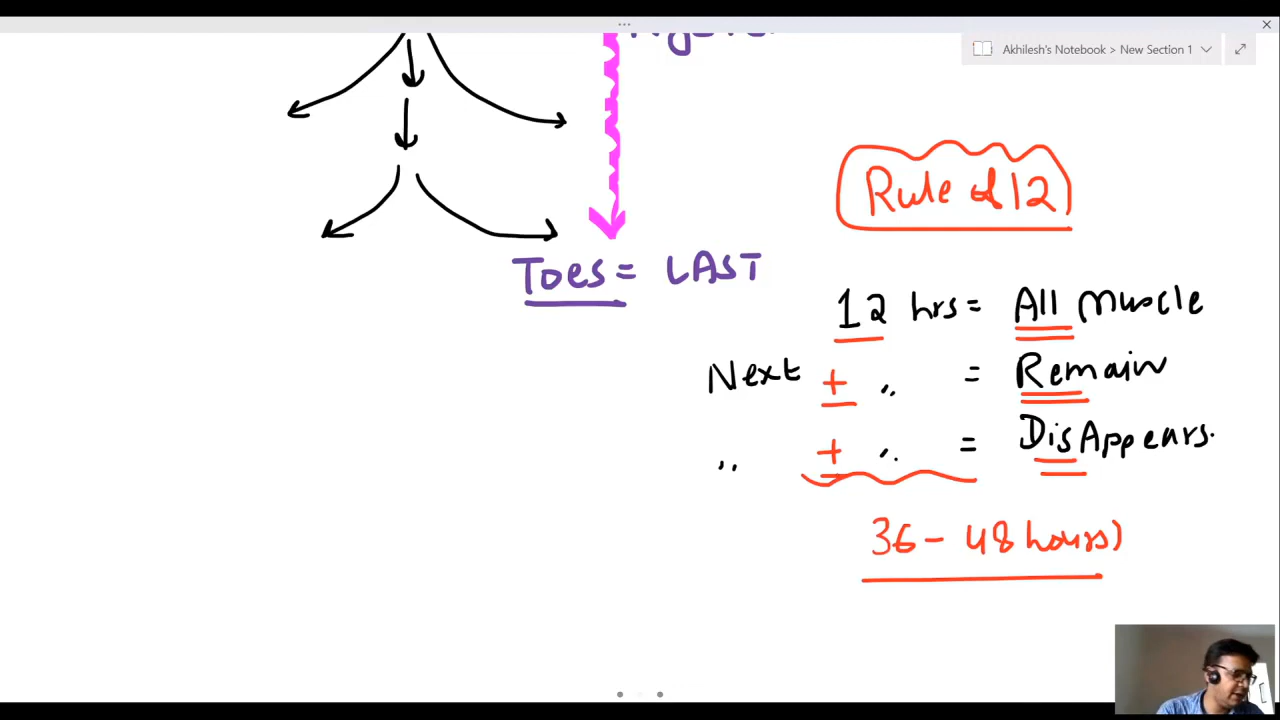 Akhilesh's Notebook > New Section 1
Rule of 12
Toes = LAST
12 hrs = All Muscle
Next + ,, = Remain
,, + ,, = DisAppears.
36 - 48 hours)